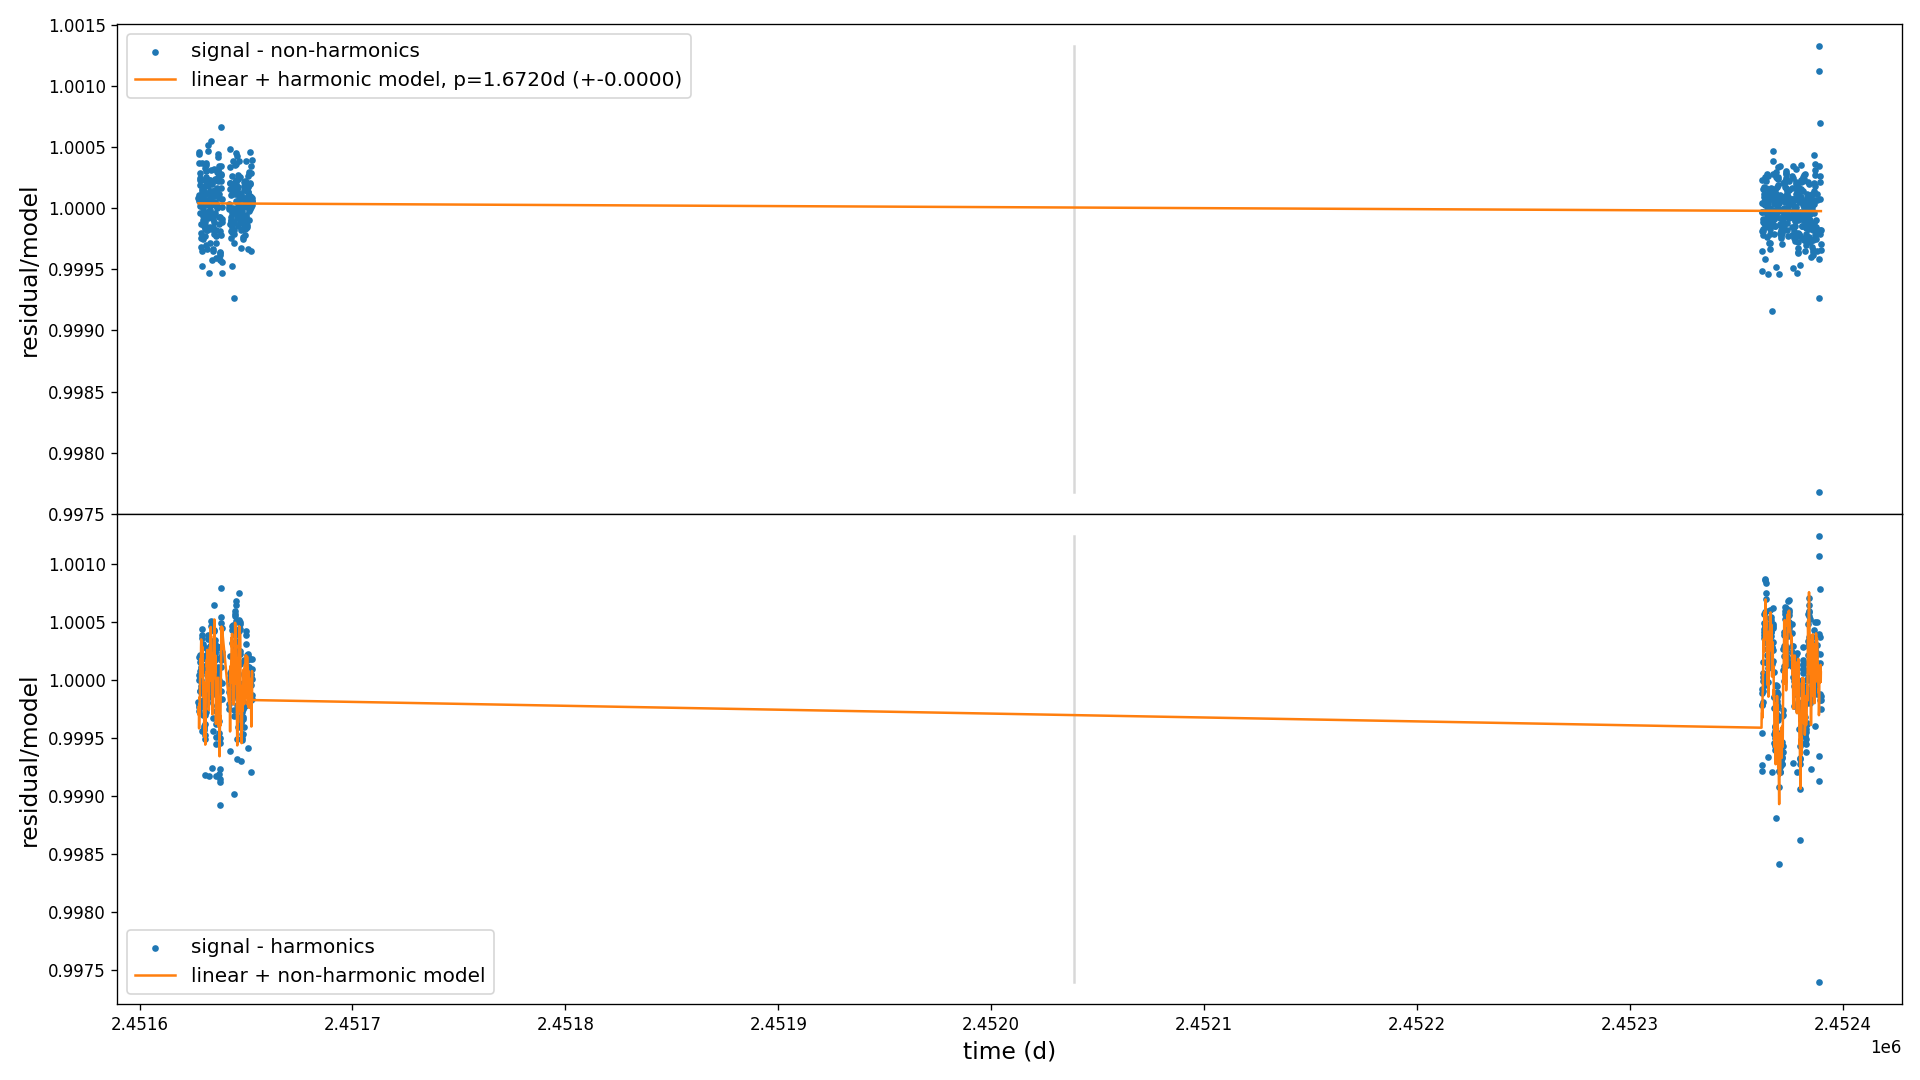 1.0015
1.0010
1.0005
1.0000
0.9995
0.9990
0.9985
0.9980
0.9975
residual/model
signal - non-harmonics
linear + harmonic model, p=1.6720d (+-0.0000)
1.0010
1.0005
1.0000
0.9995
0.9990
0.9985
0.9980
0.9975
residual/model
signal - harmonics
linear + non-harmonic model
2.4516 2.4517 2.4518 2.4519 2.4520 2.4521 2.4522 2.4523 2.4524
1e6
time (d)